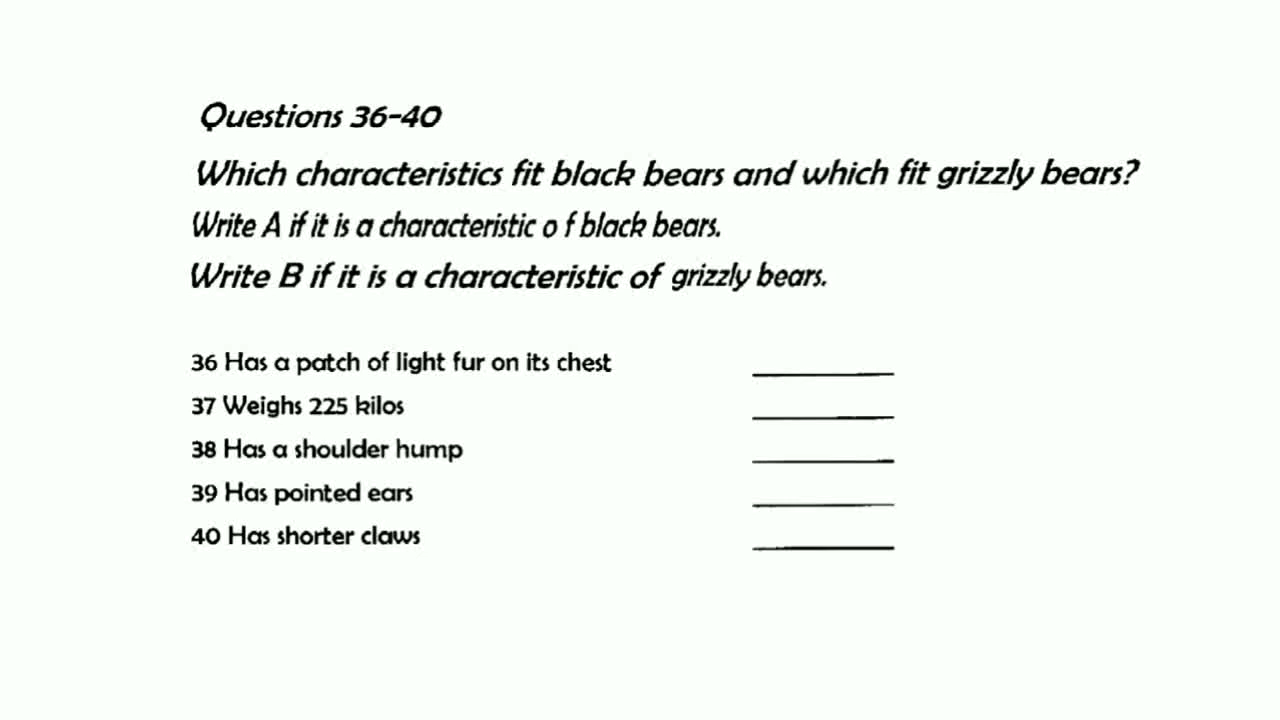 Questions 36-40
Which characteristics fit black bears and which fit grizzly bears?
Write A if it is a characteristic o f black bears.
Write B if it is a characteristic of grizzly bears.
36 Has a patch of light fur on its chest
37 Weighs 225 kilos
38 Has a shoulder hump
39 Has pointed ears
40 Has shorter claws